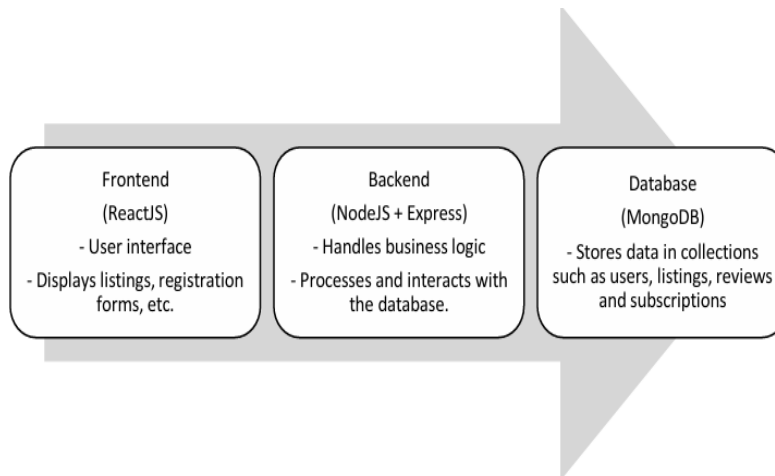 Frontend
(ReactJS)
- User interface
- Displays listings, registration
forms, etc.
Backend
(NodeJS + Express)
- Handles business logic
- Processes and interacts with
the database.
Database
(MongoDB)
- Stores data in collections
such as users, listings, reviews
and subscriptions